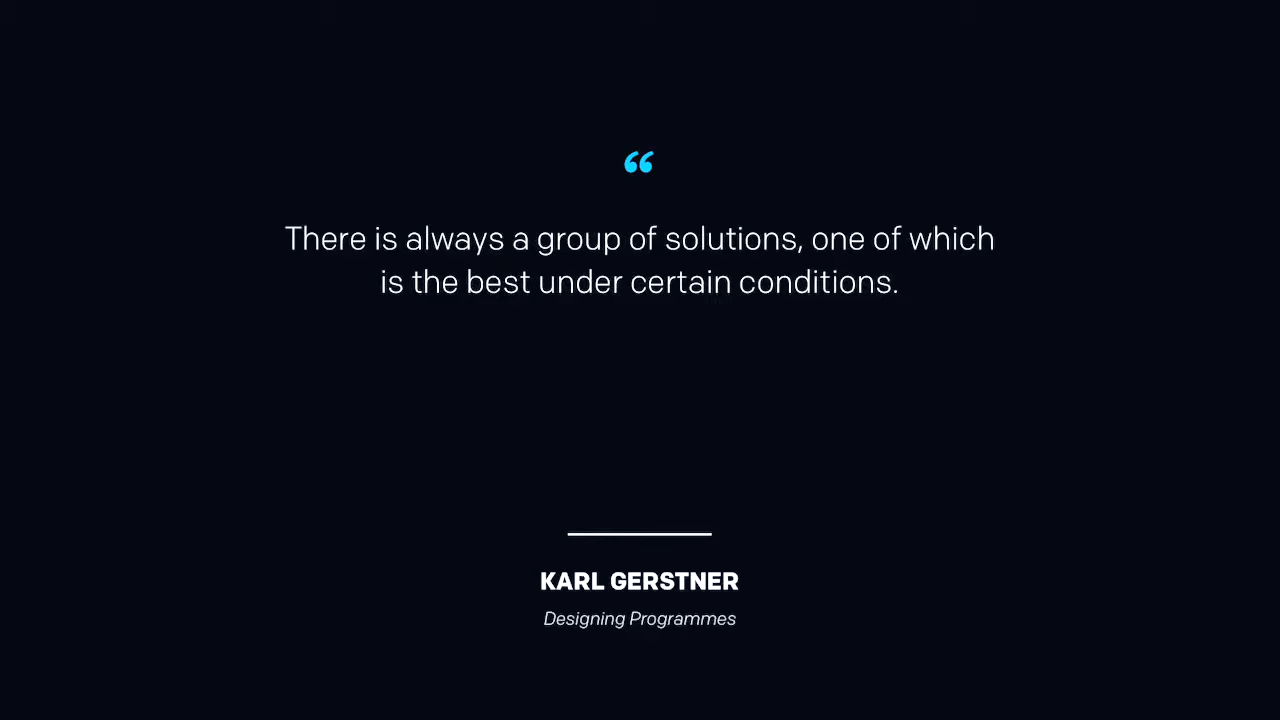 “
There is always a group of solutions, one of which
is the best under certain conditions.
KARL GERSTNER
Designing Programmes